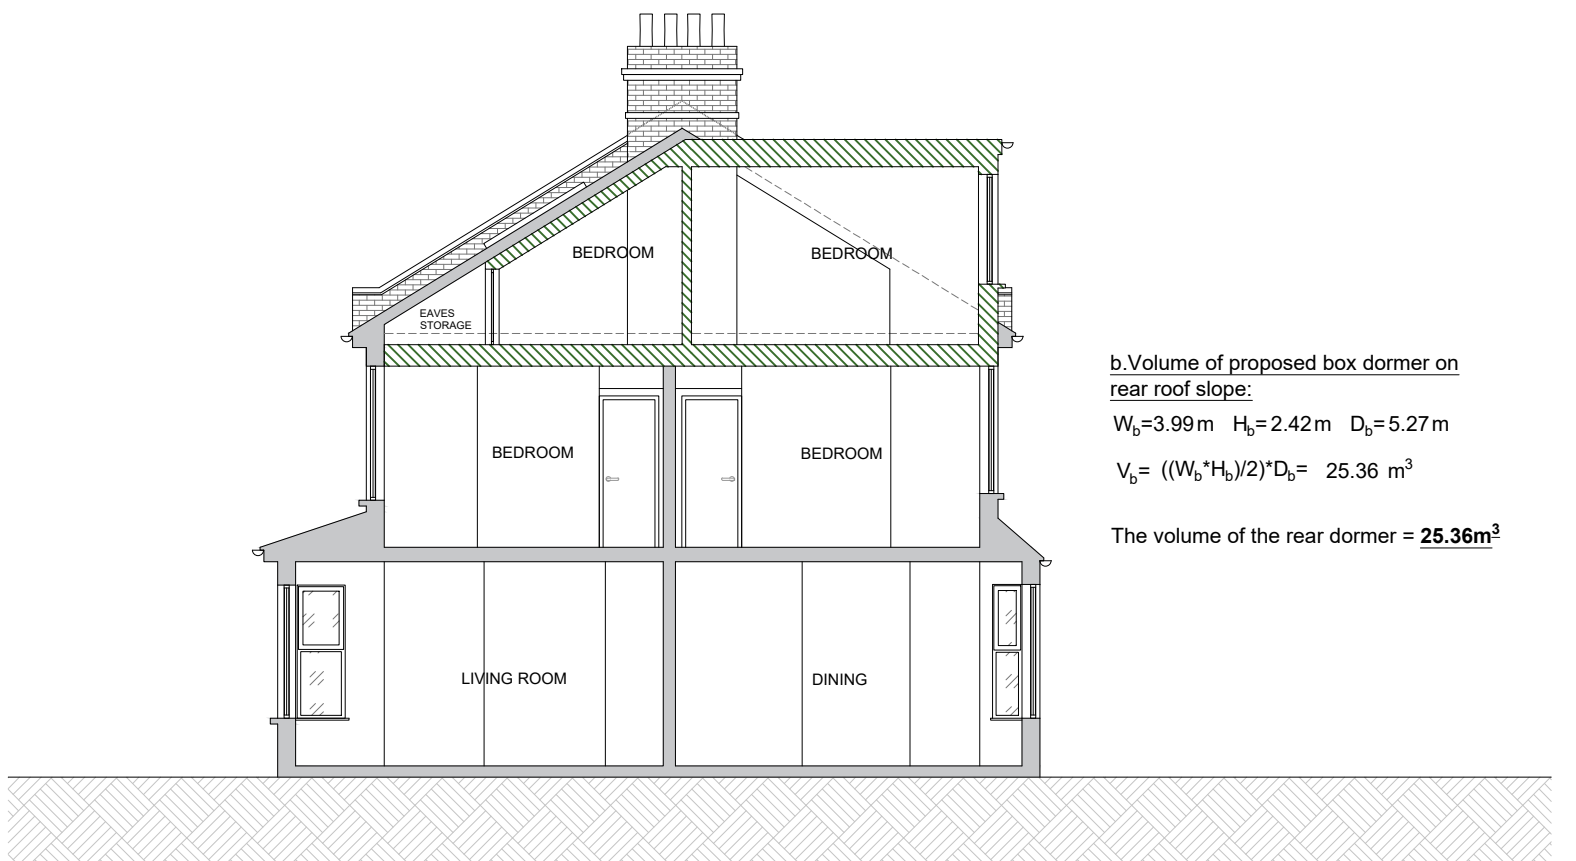 BEDROOM
BEDROOM
EAVES
STORAGE
b.Volume of proposed box dormer on
rear roof slope:
Wb=3.99m Hb=2.42m Db=5.27m
BEDROOM
BEDROOM
Vb= ((Wb*Hb)/2)*Db= 25.36 m³
The volume of the rear dormer = 25.36m³
LIVING ROOM
DINING